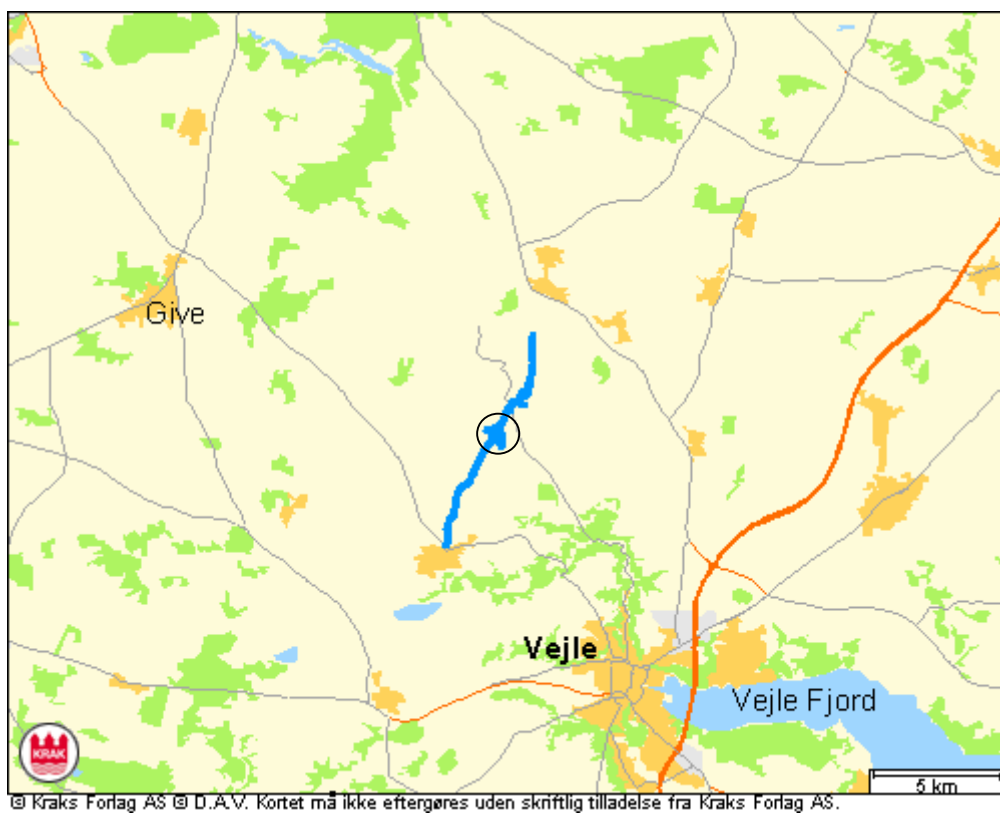 Give
Vejle
Vejle Fjord
KRAK
5 km
© Kraks Forlag AS © D.A.V. Kortet må ikke eftergøres uden skriftlig tilladelse fra Kraks Forlag AS.